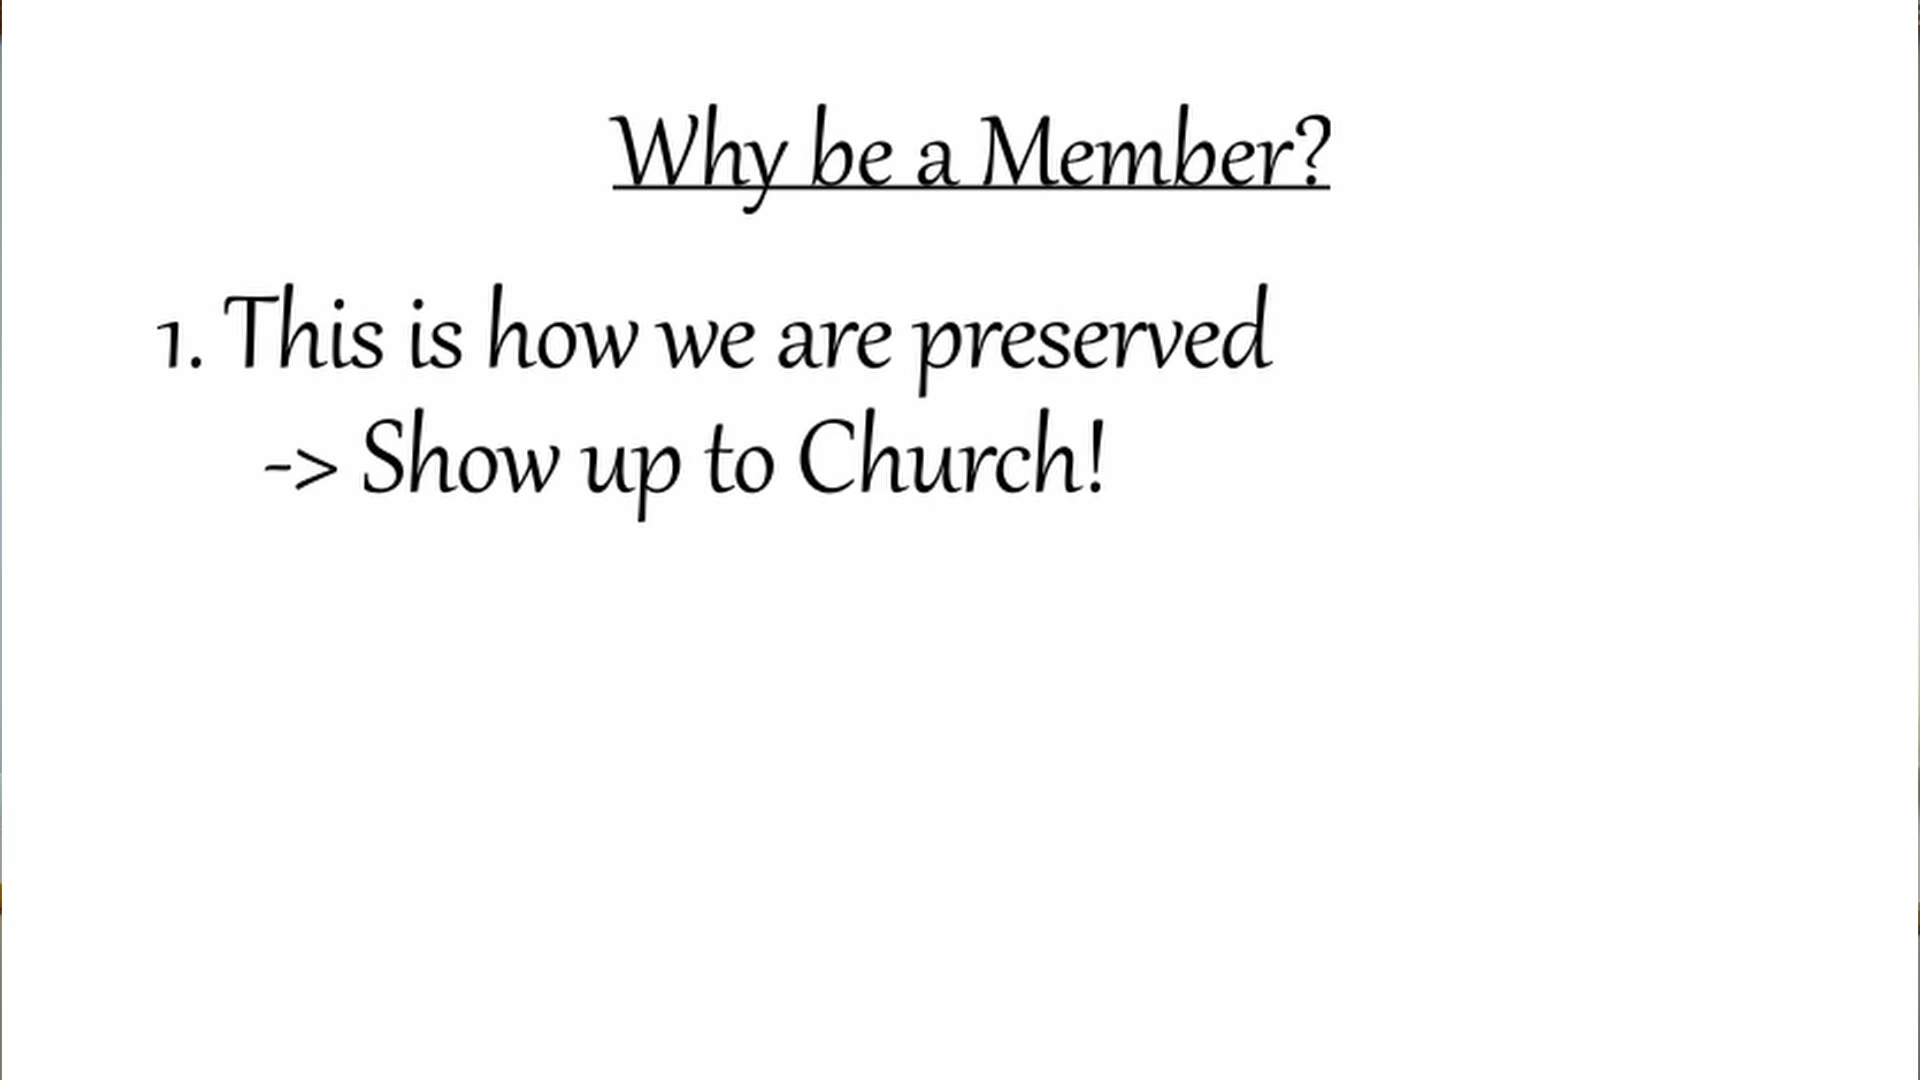 Why be a Member?
1. This is how we are preserved
-> Show up to Church!